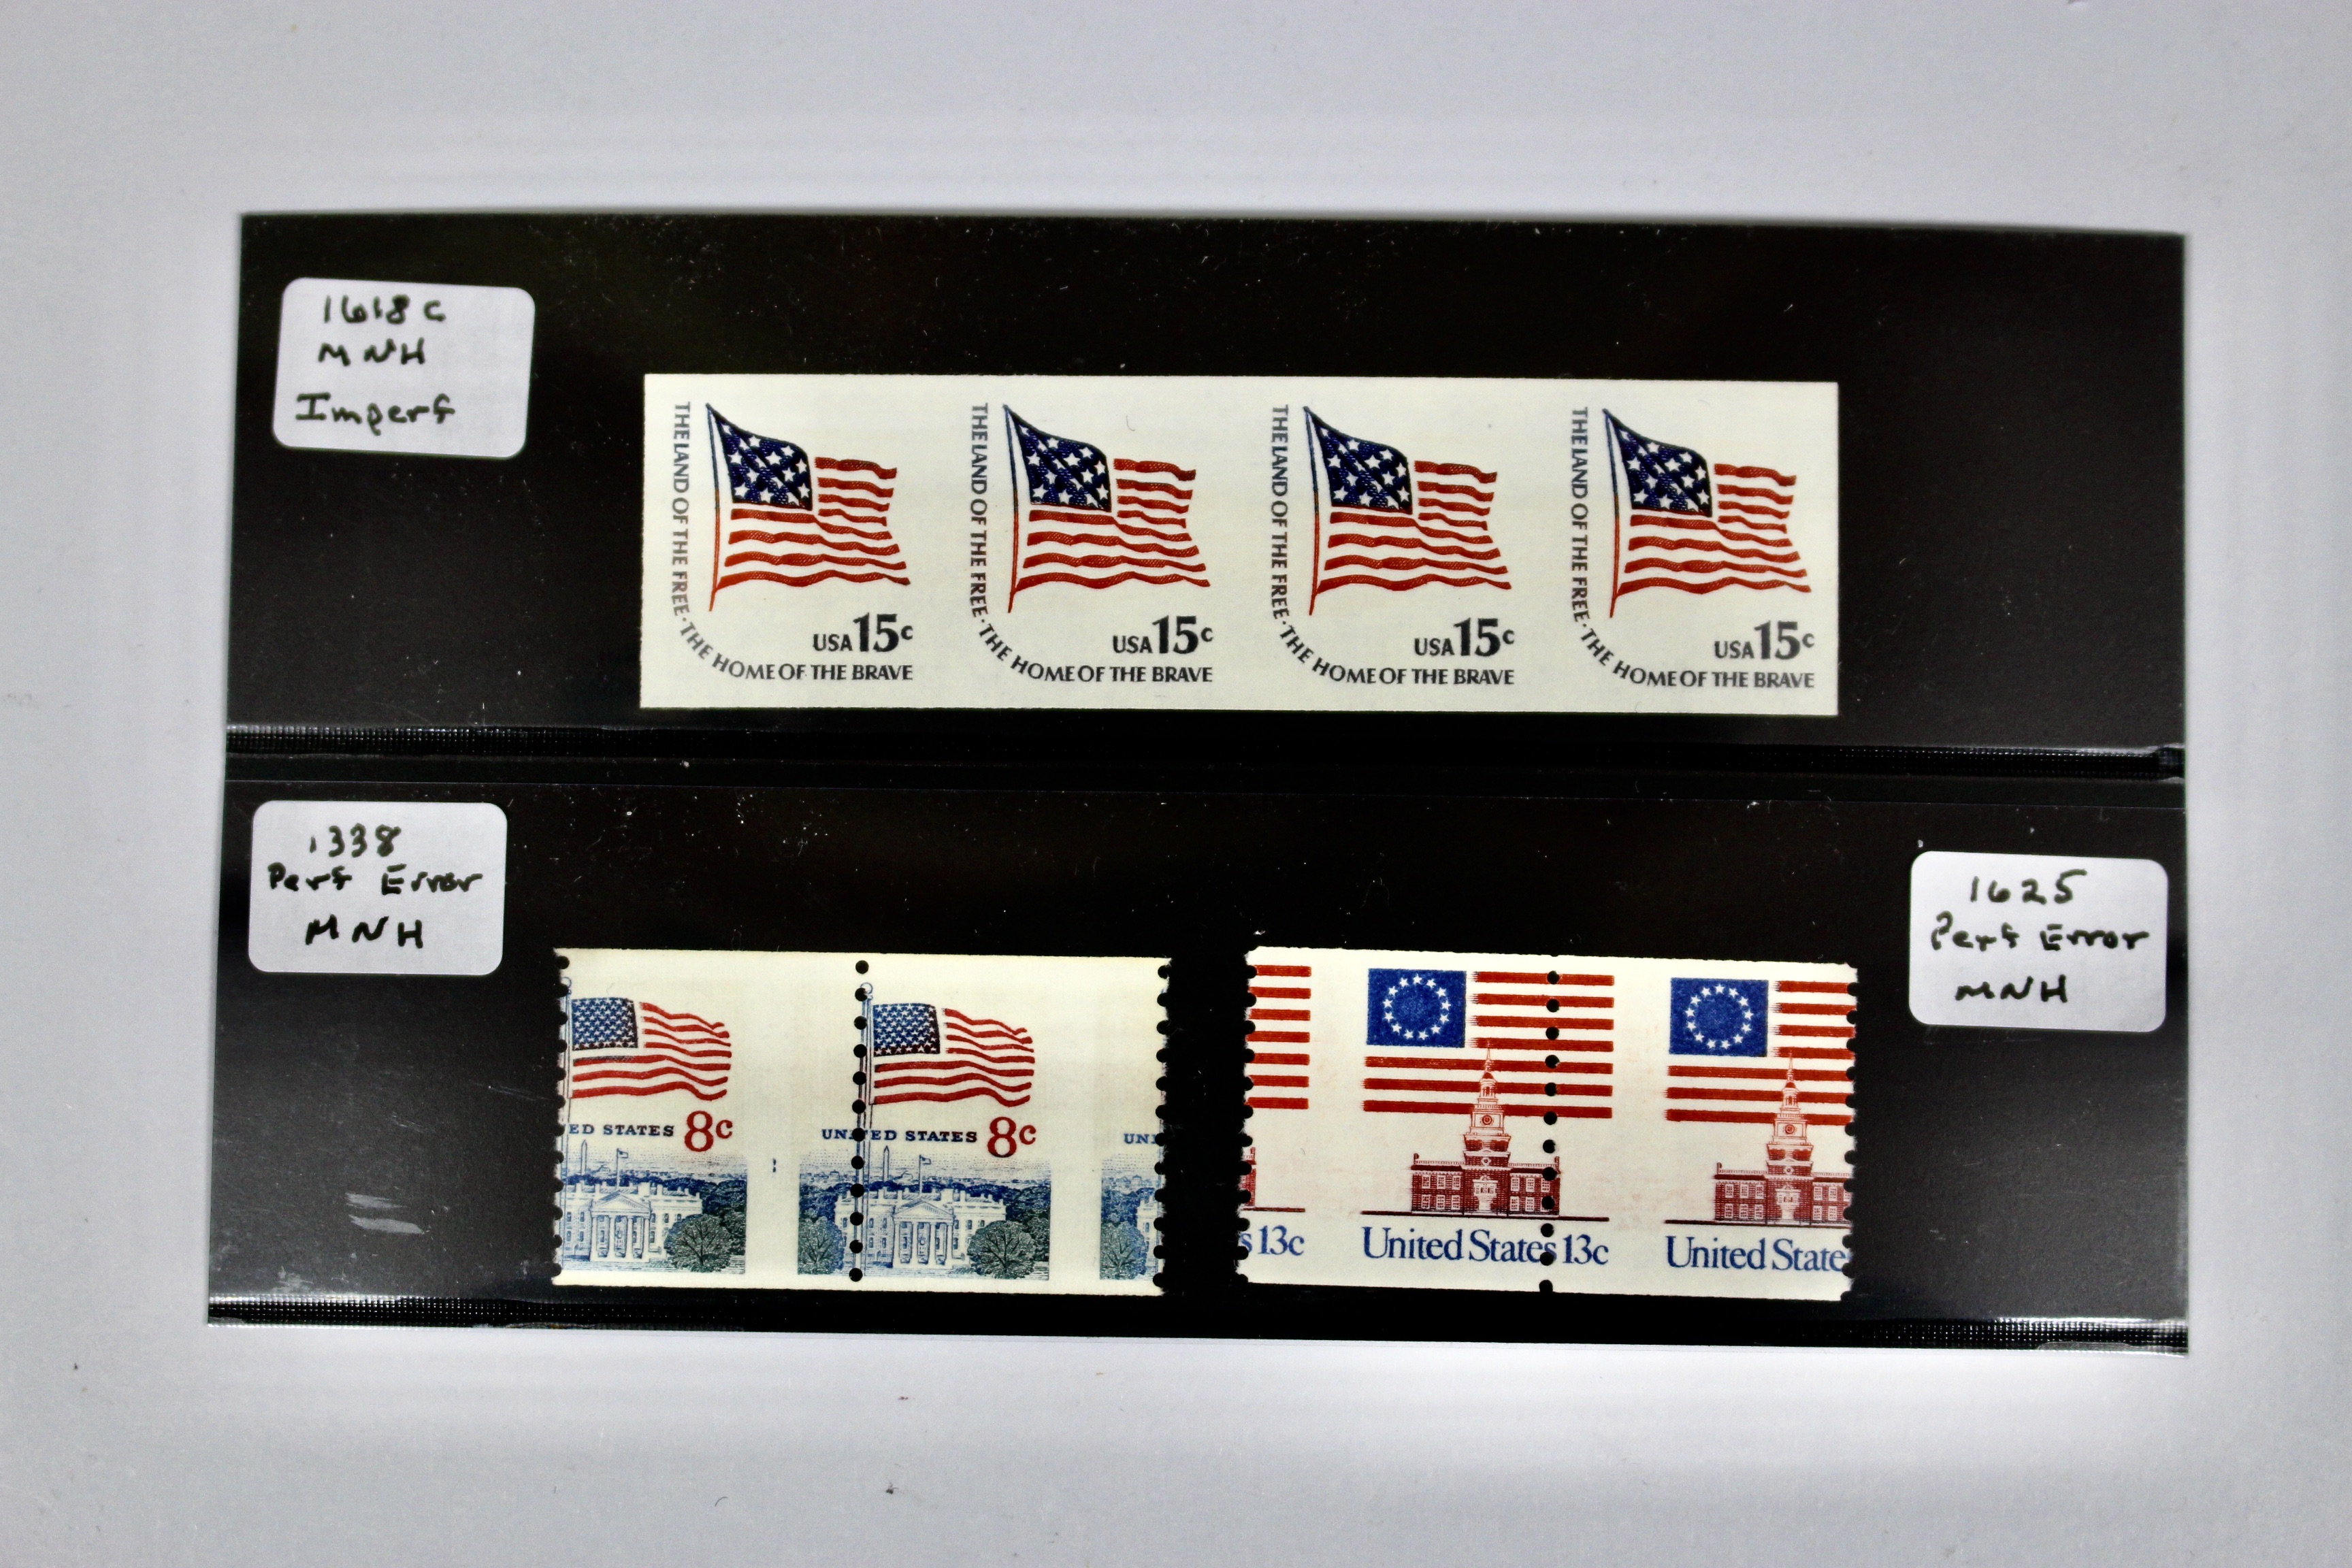 1618c
MNH
Imperf
THE LAND OF THE FREE · THE HOME OF THE BRAVE
USA 15c
THE LAND OF THE FREE · THE HOME OF THE BRAVE
USA 15c
THE LAND OF THE FREE · THE HOME OF THE BRAVE
USA 15c
THE LAND OF THE FREE · THE HOME OF THE BRAVE
USA 15c
1338
Perf Error
MNH
ED STATES 8c
UNITED STATES 8c
UNI
s 13c
United States 13c
United State
1625
Perf Error
MNH